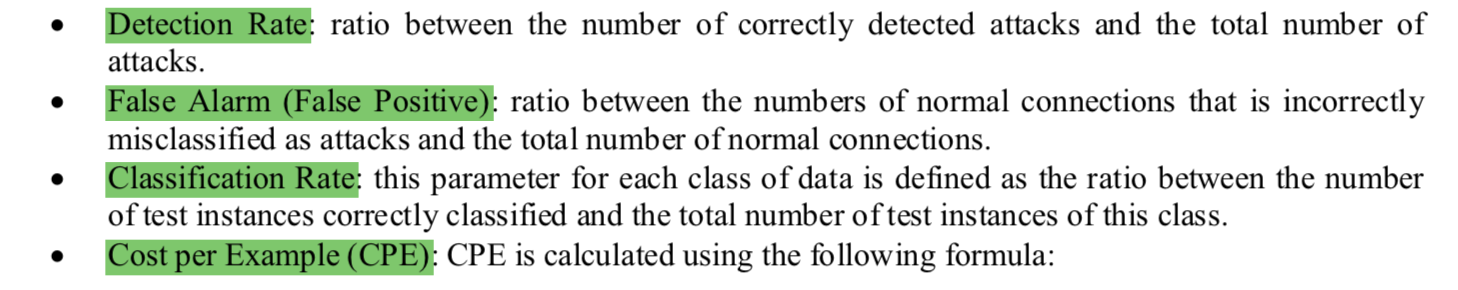 • Detection Rate: ratio between the number of correctly detected attacks and the total number of
attacks.
• False Alarm (False Positive): ratio between the numbers of normal connections that is incorrectly
misclassified as attacks and the total number of normal connections.
• Classification Rate: this parameter for each class of data is defined as the ratio between the number
of test instances correctly classified and the total number of test instances of this class.
• Cost per Example (CPE): CPE is calculated using the following formula: